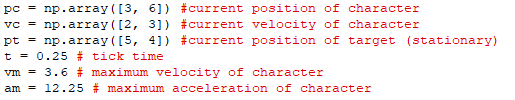 pc = np.array([3, 6]) #current position of character
vc = np.array([2, 3]) #current velocity of character
pt = np.array([5, 4]) #current position of target (stationary)
t = 0.25 # tick time
vm = 3.6 # maximum velocity of character
am = 12.25 # maximum acceleration of character